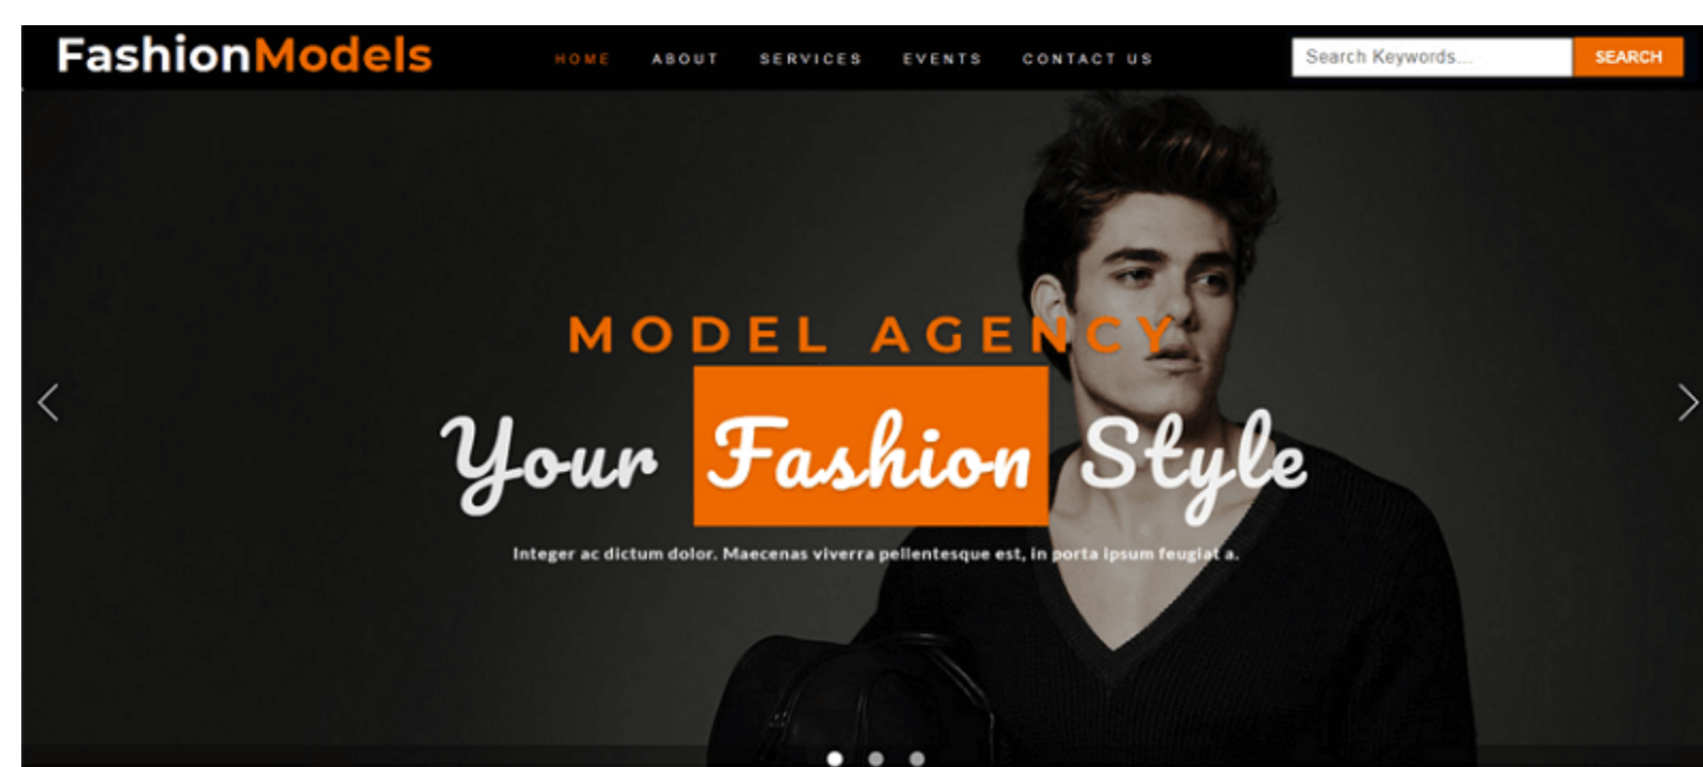 FashionModels
HOME ABOUT SERVICES EVENTS CONTACT US
Search Keywords... SEARCH
MODEL AGENCY
Your Fashion Style
Integer ac dictum dolor. Maecenas viverra pellentesque est, in porta ipsum feugiat a.